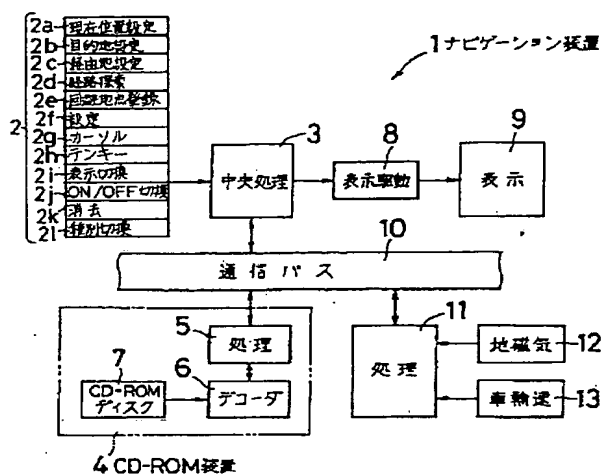 2a 現在位置設定
2b 目的地設定
2c 経由地設定
2d 経路探索
2e 回避地点登録
2f 設定
2g カーソル
2h テンキー
2i 表示切換
2j ON/OFF切換
2k 消去
2l 種別切換
2
1 ナビゲーション装置
3
中央処理
8
表示駆動
9
表示
10
通信バス
5
処理
7
CD-ROM
ディスク
6
デコーダ
4 CD-ROM装置
11
処理
地磁気
12
車輪速
13